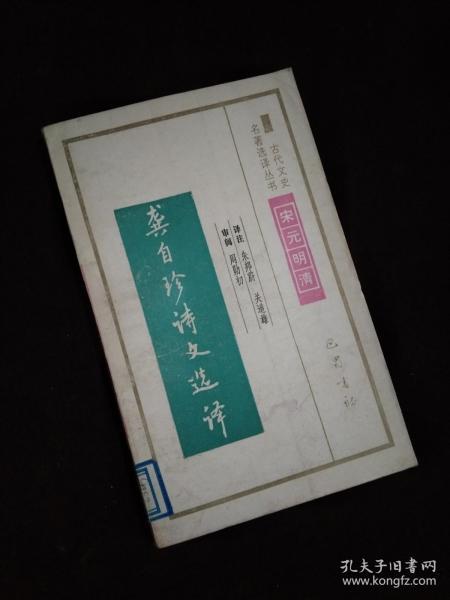 古代文史
名著选译丛书
宋元明清
译注 朱邦蔚 关道雄
审阅 周勋初
龚自珍诗文选译
巴蜀书社
孔夫子旧书网
www.kongfz.com